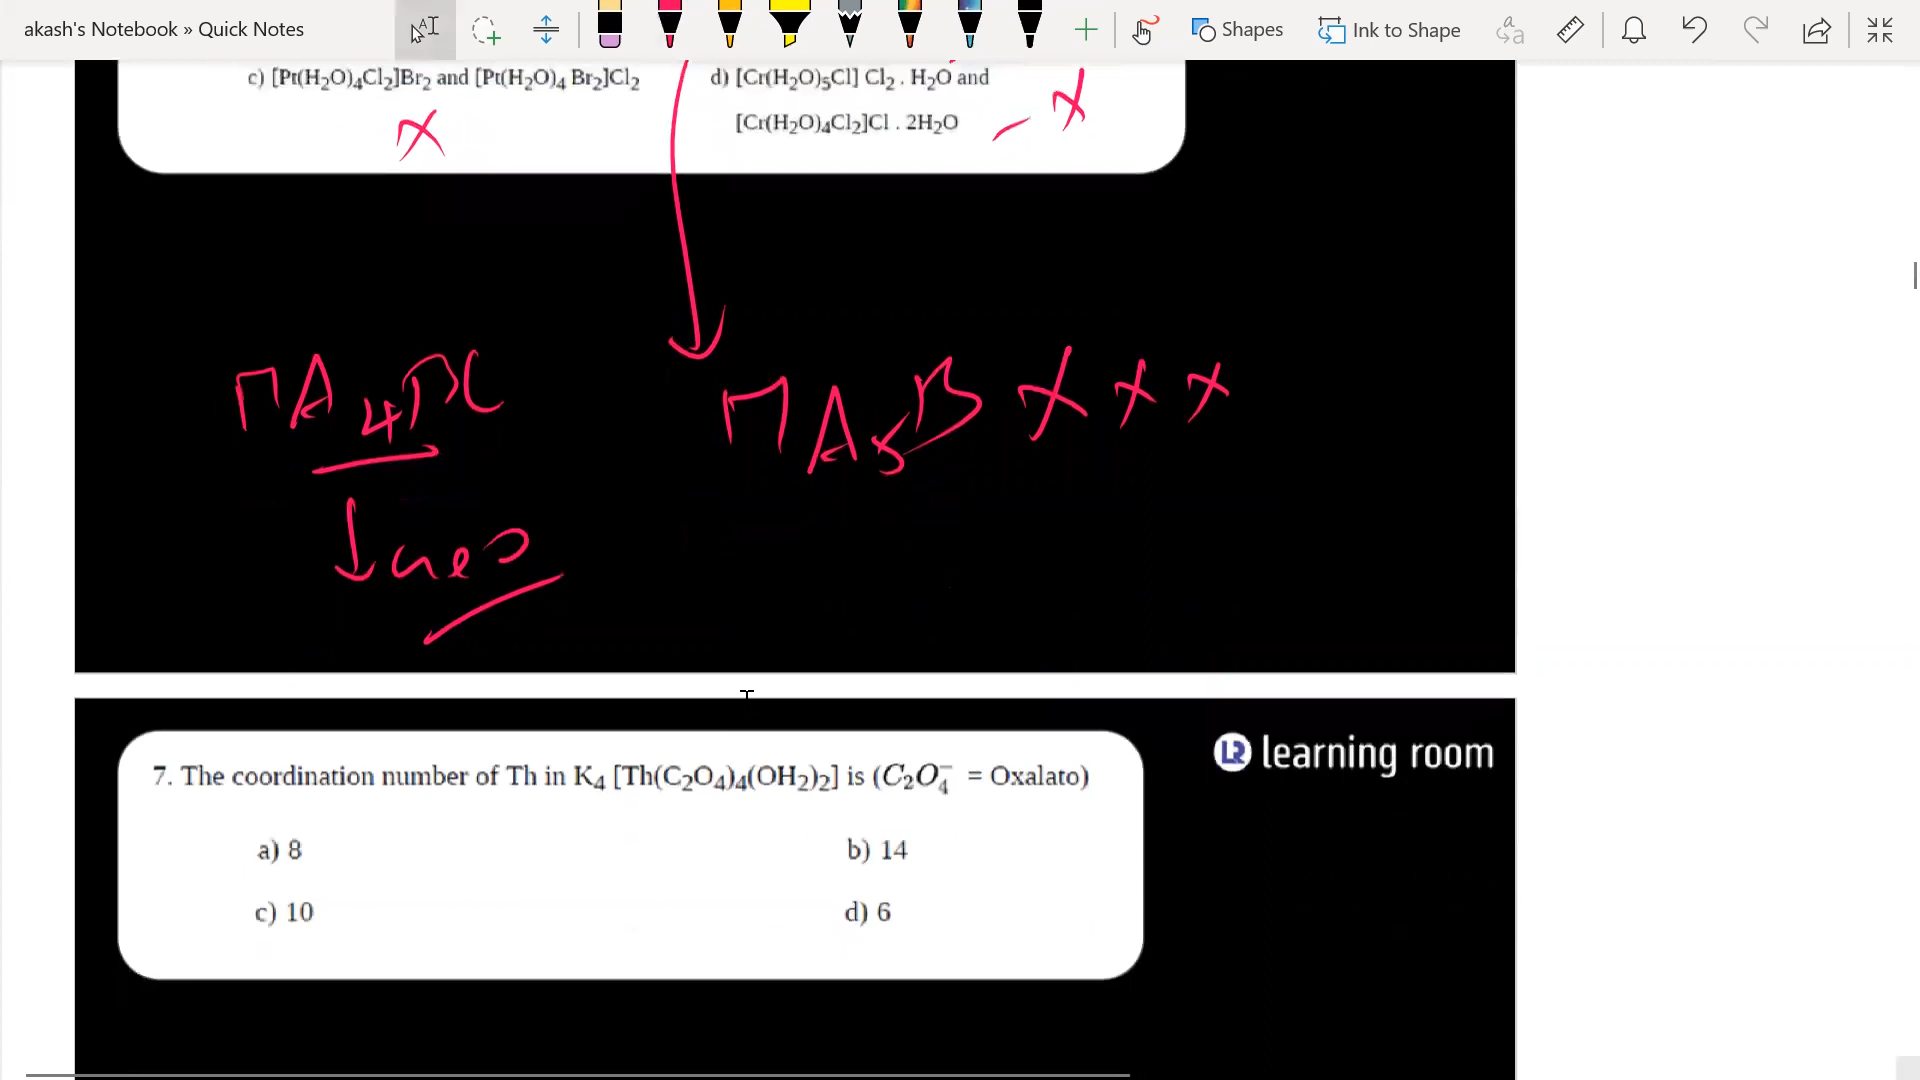 akash's Notebook » Quick Notes
Shapes
Ink to Shape
c) [Pt(H₂O)₄Cl₂]Br₂ and [Pt(H₂O)₄ Br₂]Cl₂
d) [Cr(H₂O)₅Cl] Cl₂ . H₂O and
[Cr(H₂O)₄Cl₂]Cl . 2H₂O
MA₄BC
MA₅B X X X
learning room
7. The coordination number of Th in K₄ [Th(C₂O₄)₄(OH₂)₂] is (C₂O₄⁻ = Oxalato)
a) 8
b) 14
c) 10
d) 6